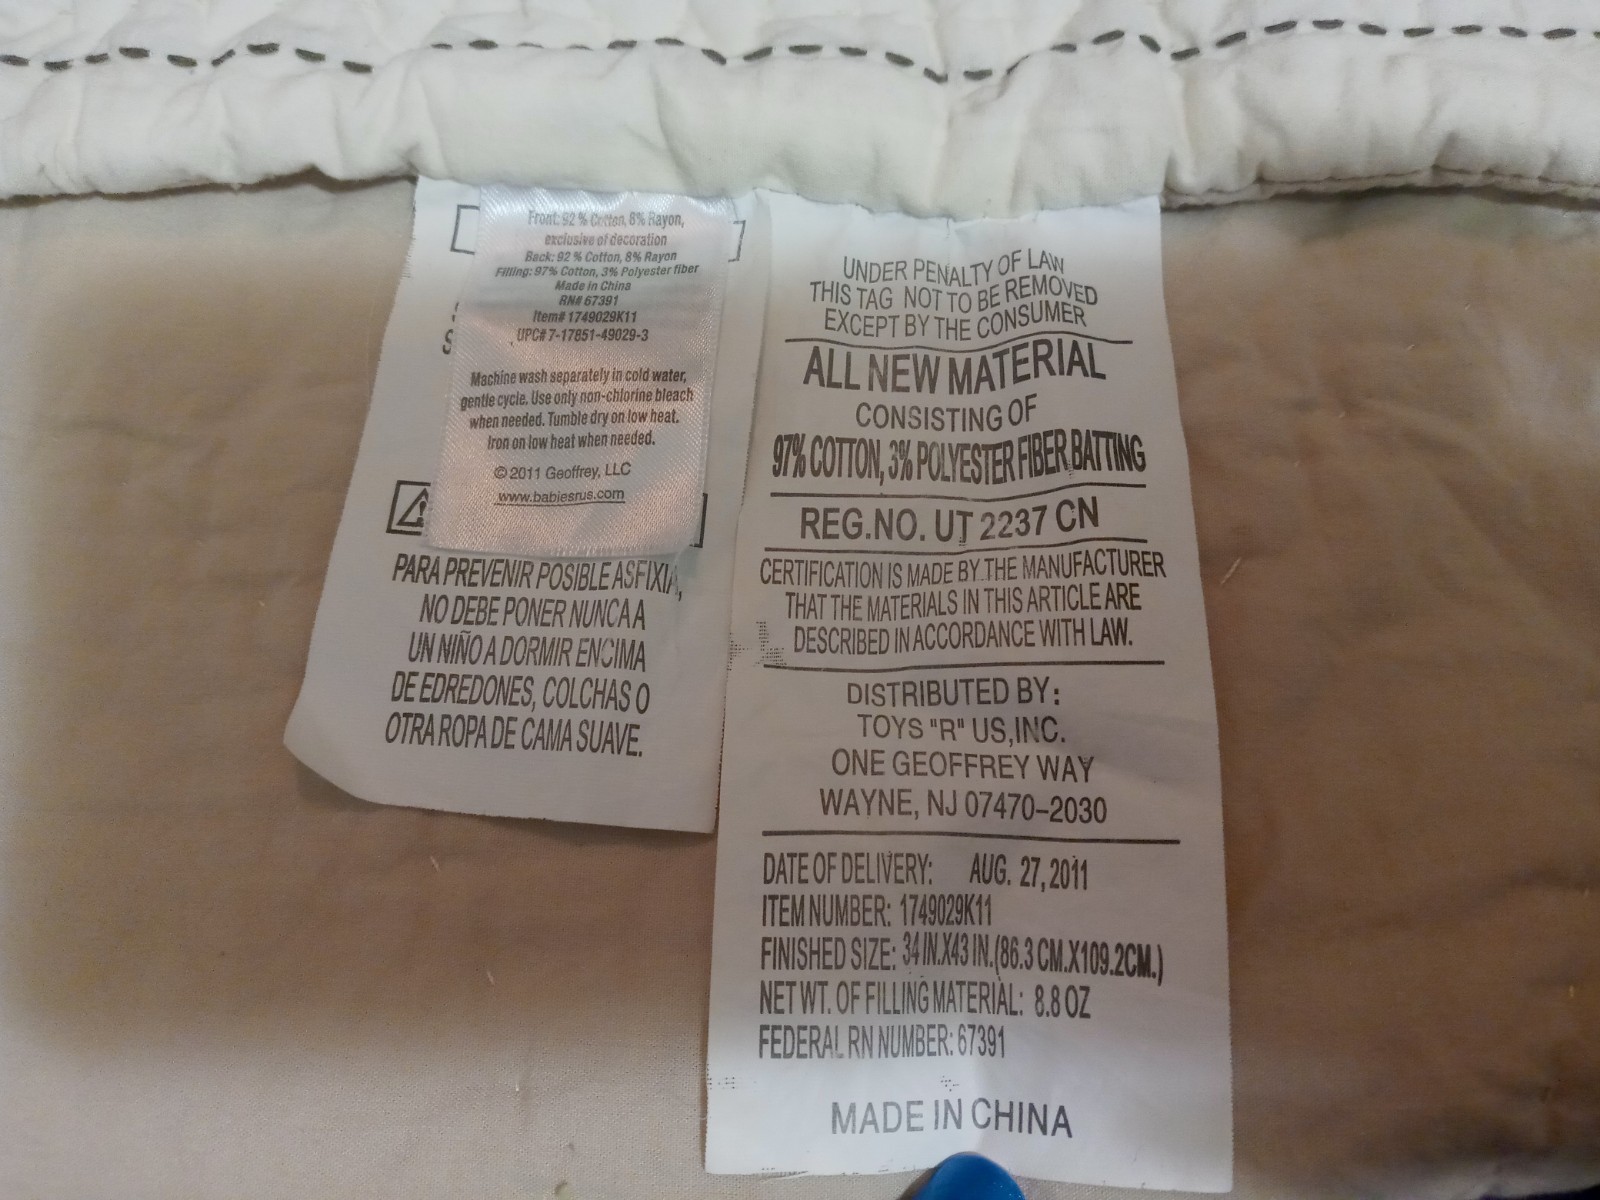 Front: 92 % Cotton, 8% Rayon,
exclusive of decoration
Back: 92 % Cotton, 8% Rayon
Filling: 97% Cotton, 3% Polyester fiber
Made in China
RN# 67391
Item# 1749029K11
UPC# 7-17851-49029-3
Machine wash separately in cold water,
gentle cycle. Use only non-chlorine bleach
when needed. Tumble dry on low heat.
Iron on low heat when needed.
© 2011 Geoffrey, LLC
www.babiesrus.com
PARA PREVENIR POSIBLE ASFIXIA,
NO DEBE PONER NUNCA A
UN NIÑO A DORMIR ENCIMA
DE EDREDONES, COLCHAS O
OTRA ROPA DE CAMA SUAVE.
UNDER PENALTY OF LAW
THIS TAG NOT TO BE REMOVED
EXCEPT BY THE CONSUMER
ALL NEW MATERIAL
CONSISTING OF
97% COTTON, 3% POLYESTER FIBER BATTING
REG.NO. UT 2237 CN
CERTIFICATION IS MADE BY THE MANUFACTURER
THAT THE MATERIALS IN THIS ARTICLE ARE
DESCRIBED IN ACCORDANCE WITH LAW.
DISTRIBUTED BY:
TOYS "R" US,INC.
ONE GEOFFREY WAY
WAYNE, NJ 07470-2030
DATE OF DELIVERY: AUG. 27,2011
ITEM NUMBER: 1749029K11
FINISHED SIZE: 34 IN.X43 IN.(86.3 CM.X109.2CM.)
NET WT. OF FILLING MATERIAL: 8.8 OZ
FEDERAL RN NUMBER: 67391
MADE IN CHINA